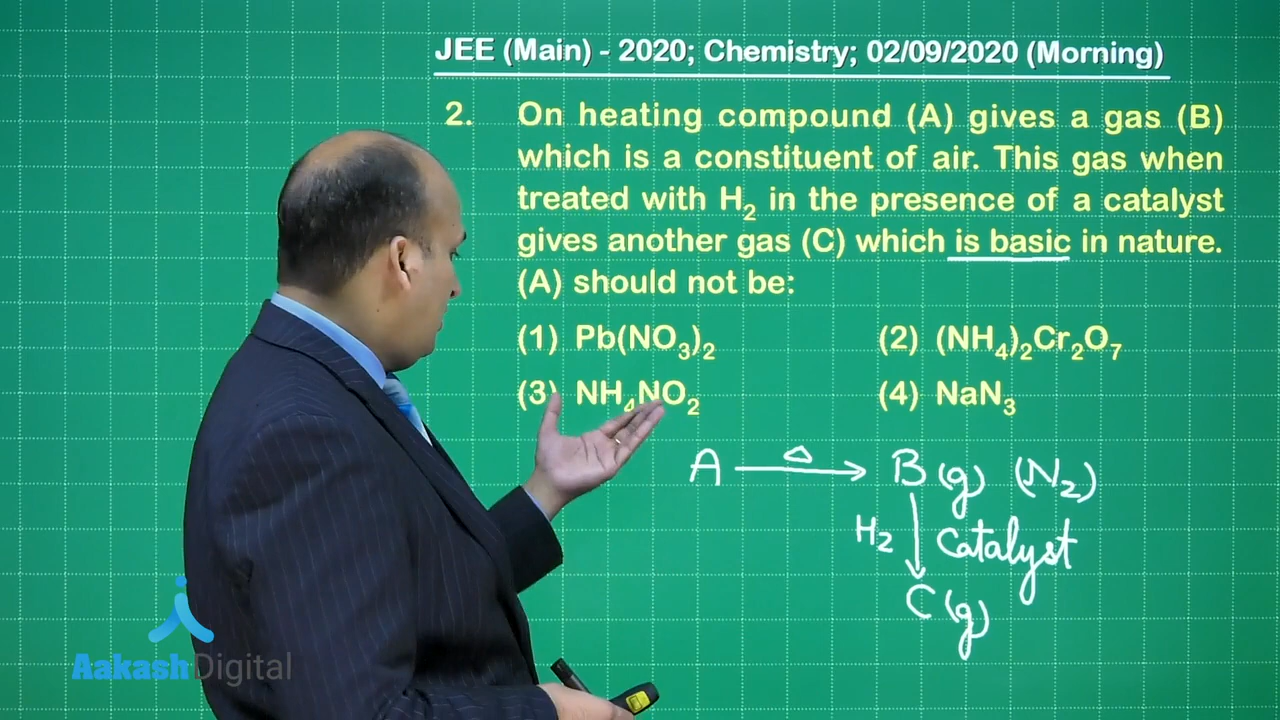 JEE (Main) - 2020; Chemistry; 02/09/2020 (Morning)
2. On heating compound (A) gives a gas (B)
which is a constituent of air. This gas when
treated with H₂ in the presence of a catalyst
gives another gas (C) which is basic in nature.
(A) should not be:
(1) Pb(NO₃)₂ (2) (NH₄)₂Cr₂O₇
(3) NH₄NO₂ (4) NaN₃
A —Δ→ B(g) (N₂)
H₂ ↓ Catalyst
C(g)
Aakash Digital